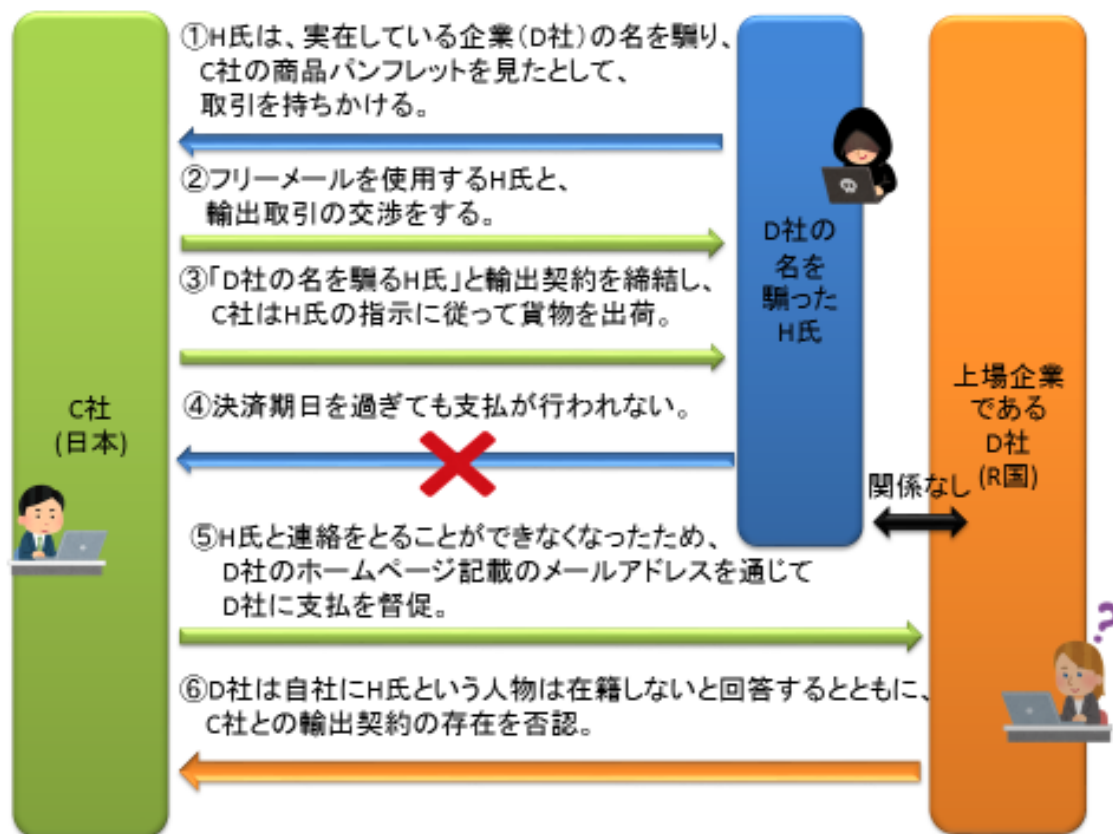 ①H氏は、実在している企業(D社)の名を騙り、
C社の商品パンフレットを見たとして、
取引を持ちかける。
②フリーメールを使用するH氏と、
輸出取引の交渉をする。
③「D社の名を騙るH氏」と輸出契約を締結し、
C社はH氏の指示に従って貨物を出荷。
④決済期日を過ぎても支払が行われない。
⑤H氏と連絡をとることができなくなったため、
D社のホームページ記載のメールアドレスを通じて
D社に支払を督促。
⑥D社は自社にH氏という人物は在籍しないと回答するとともに、
C社との輸出契約の存在を否認。
C社
(日本)
D社の
名を
騙った
H氏
関係なし
上場企業
である
D社
(R国)
?